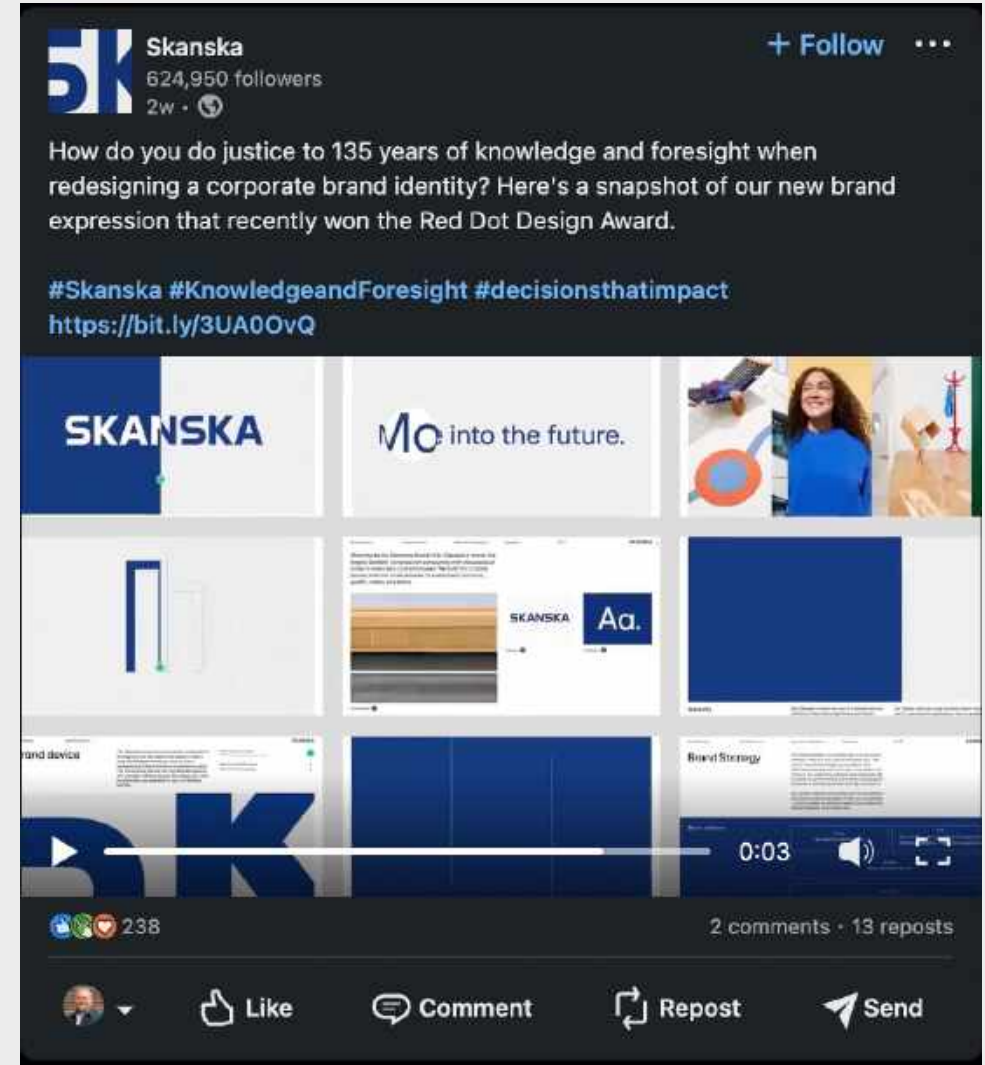 SK
Skanska
+ Follow
624,950 followers
2w •
How do you do justice to 135 years of knowledge and foresight when
redesigning a corporate brand identity? Here's a snapshot of our new brand
expression that recently won the Red Dot Design Award.
#Skanska #KnowledgeandForesight #decisionsthatimpact
https://bit.ly/3UA0OvQ
SKANSKA
into the future.
SKANSKA
Aa.
brand device
SK
Brand Strategy
0:03
238
2 comments • 13 reposts
Like
Comment
Repost
Send